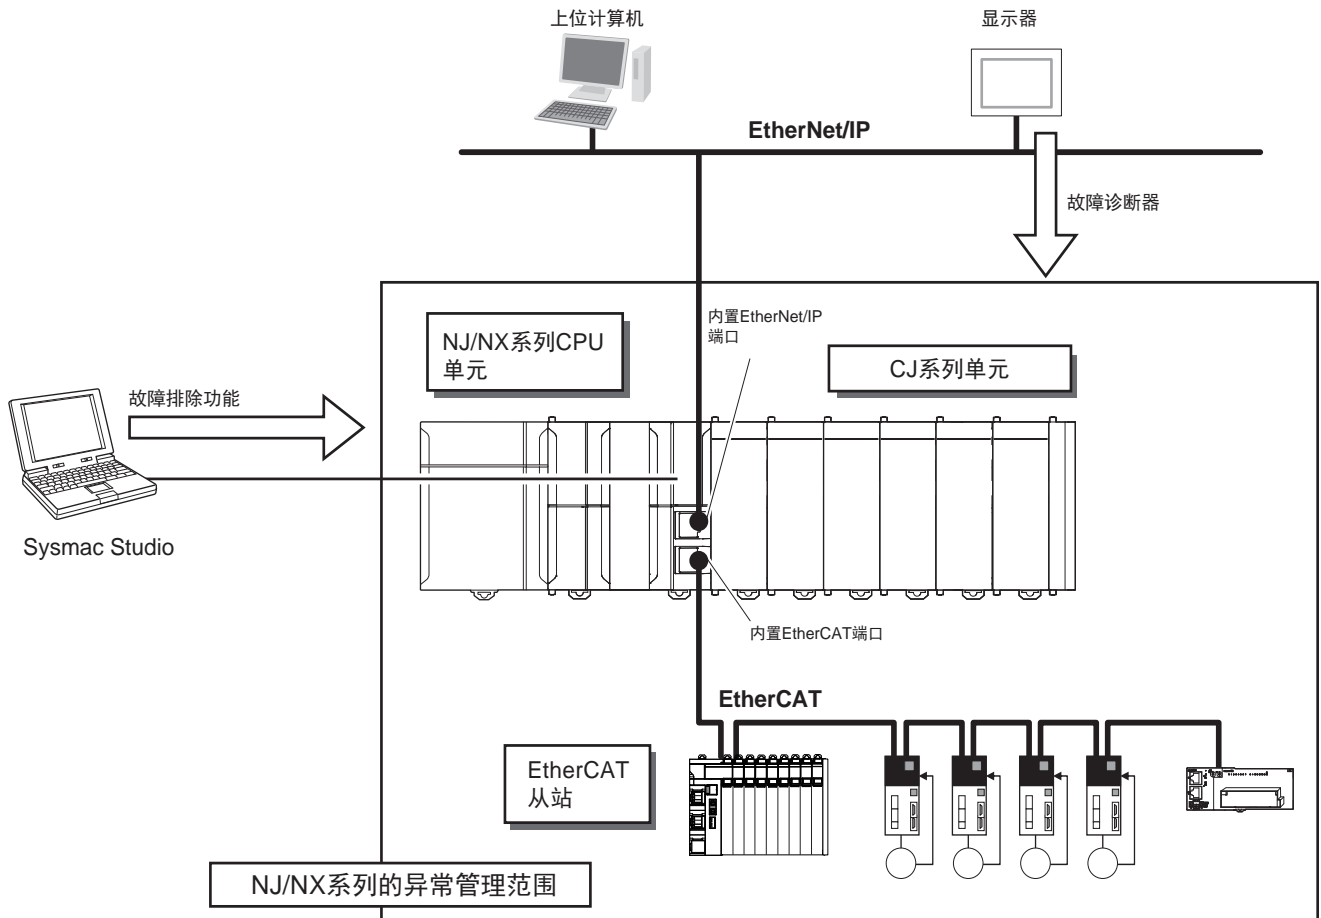 上位计算机
显示器
EtherNet/IP
故障诊断器
内置EtherNet/IP
端口
NJ/NX系列CPU
单元
CJ系列单元
故障排除功能
Sysmac Studio
内置EtherCAT端口
EtherCAT
EtherCAT
从站
NJ/NX系列的异常管理范围